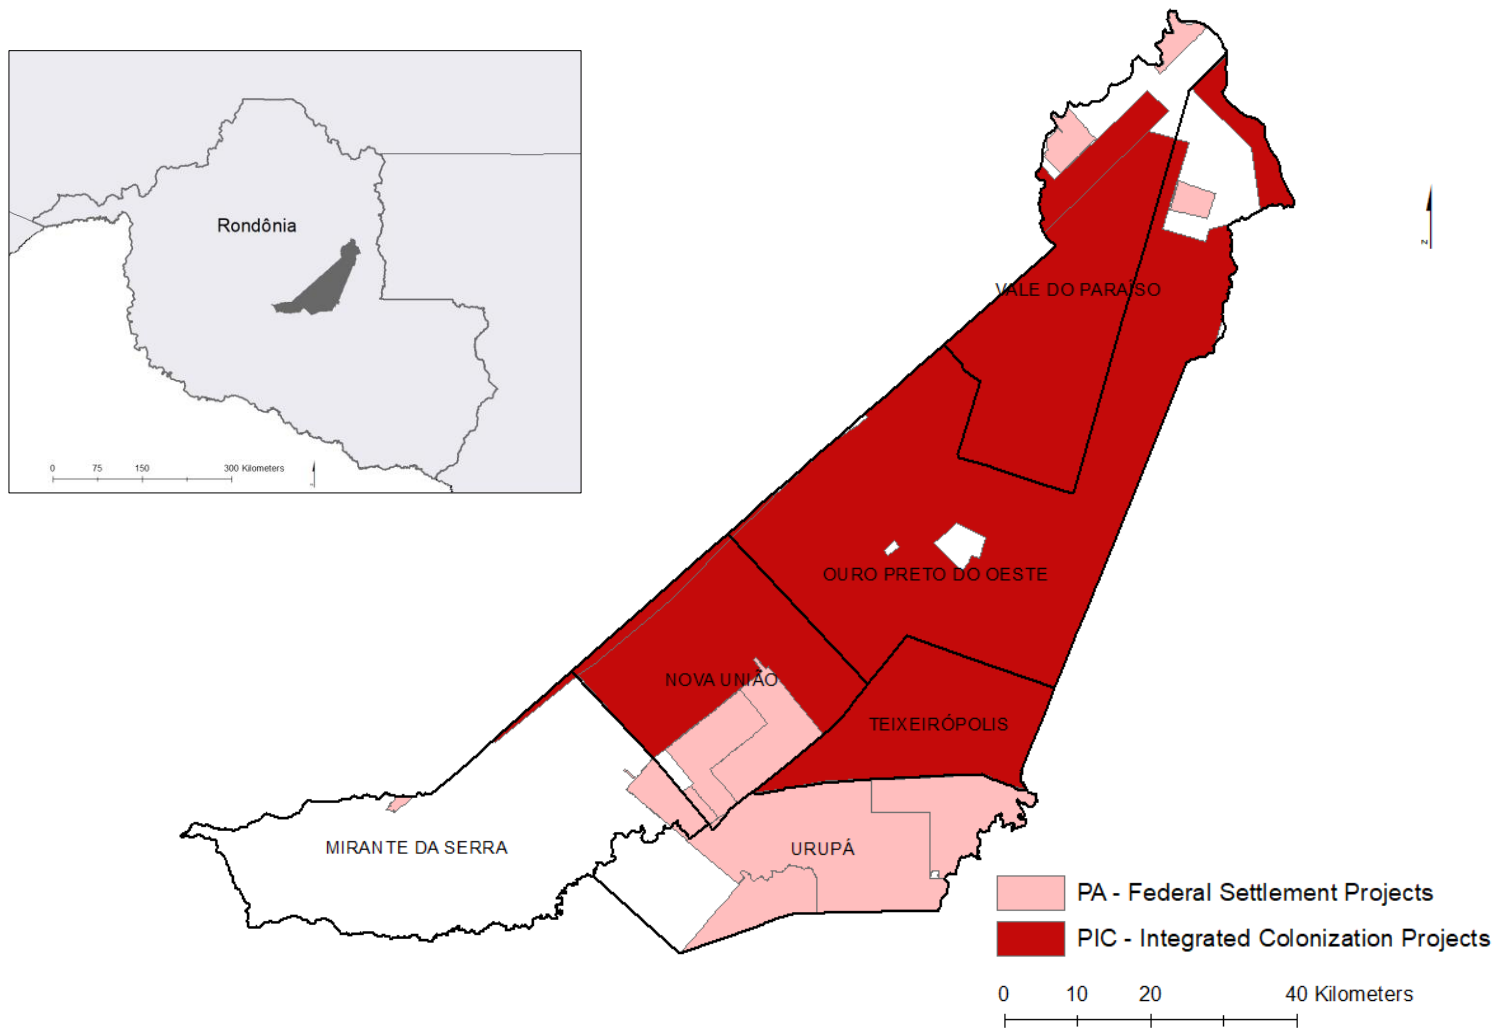 Rondônia
0 75 150 300 Kilometers
N
VALE DO PARAÍSO
OURO PRETO DO OESTE
NOVA UNIÃO
TEIXEIRÓPOLIS
MIRANTE DA SERRA
URUPÁ
PA - Federal Settlement Projects
PIC - Integrated Colonization Projects
0 10 20 40 Kilometers